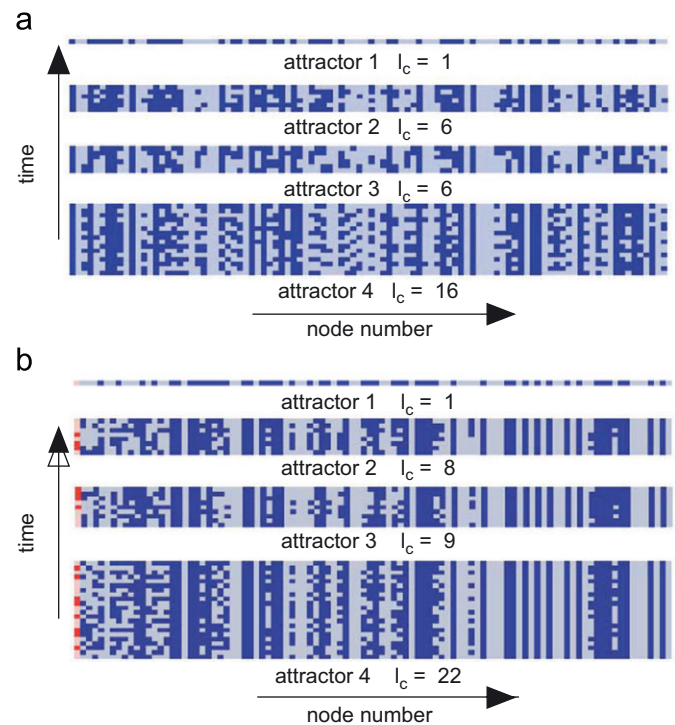 a
attractor 1 lc = 1
attractor 2 lc = 6
attractor 3 lc = 6
attractor 4 lc = 16
time
node number
b
attractor 1 lc = 1
attractor 2 lc = 8
attractor 3 lc = 9
attractor 4 lc = 22
time
node number